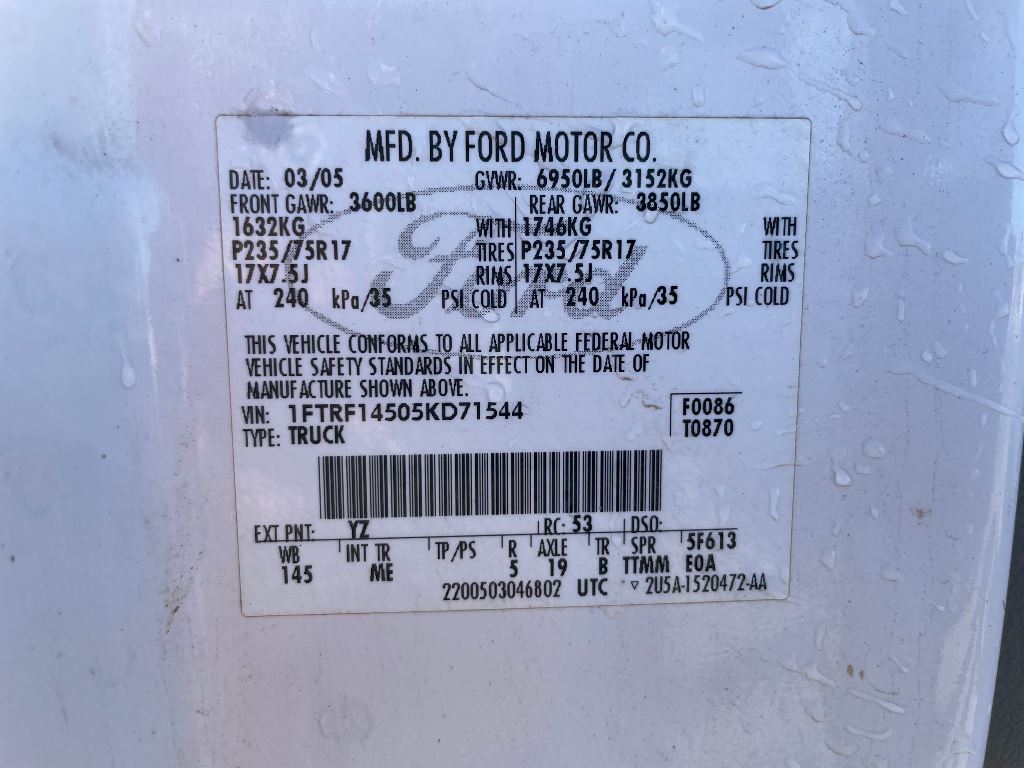 MFD. BY FORD MOTOR CO.
DATE: 03/05 GVWR: 6950LB/ 3152KG
FRONT GAWR: 3600LB REAR GAWR: 3850LB
1632KG WITH 1746KG WITH
P235/75R17 TIRES P235/75R17 TIRES
17X7.5J RIMS 17X7.5J RIMS
AT 240 kPa/35 PSI COLD AT 240 kPa/35 PSI COLD
Ford
THIS VEHICLE CONFORMS TO ALL APPLICABLE FEDERAL MOTOR
VEHICLE SAFETY STANDARDS IN EFFECT ON THE DATE OF
MANUFACTURE SHOWN ABOVE.
VIN: 1FTRF14505KD71544 F0086
TYPE: TRUCK T0870
EXT PNT: YZ RC: 53 DSO:
WB INT TR TP/PS R AXLE TR SPR 5F613
145 ME 5 19 B TTMM EOA
2200503046802 UTC ▽ 2U5A-1520472-AA